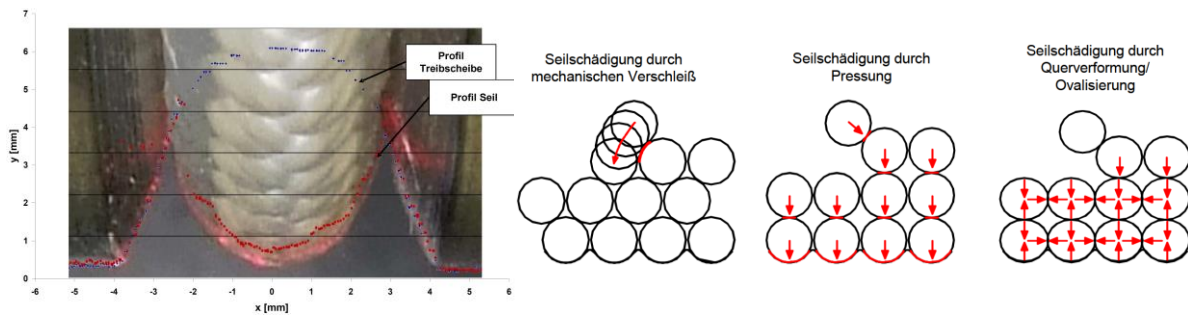 7
6
5
4
3
2
1
0
y [mm]
-6 -5 -4 -3 -2 -1 0 1 2 3 4 5 6
x [mm]
Profil
Treibscheibe
Profil Seil
Seilschädigung durch
mechanischen Verschleiß
Seilschädigung durch
Pressung
Seilschädigung durch
Querverformung/
Ovalisierung